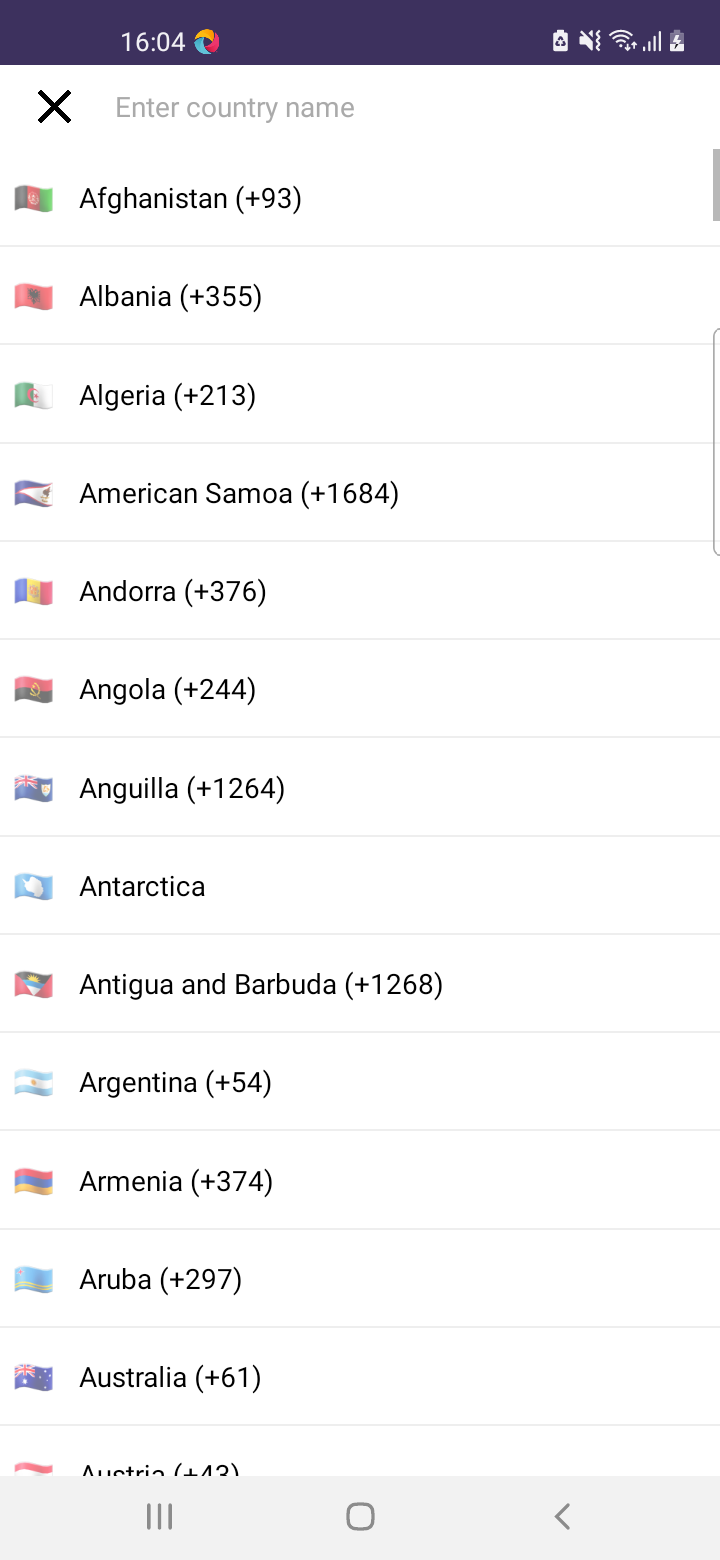 16:04
Enter country name
Afghanistan (+93)
Albania (+355)
Algeria (+213)
American Samoa (+1684)
Andorra (+376)
Angola (+244)
Anguilla (+1264)
Antarctica
Antigua and Barbuda (+1268)
Argentina (+54)
Armenia (+374)
Aruba (+297)
Australia (+61)
Austria (+43)